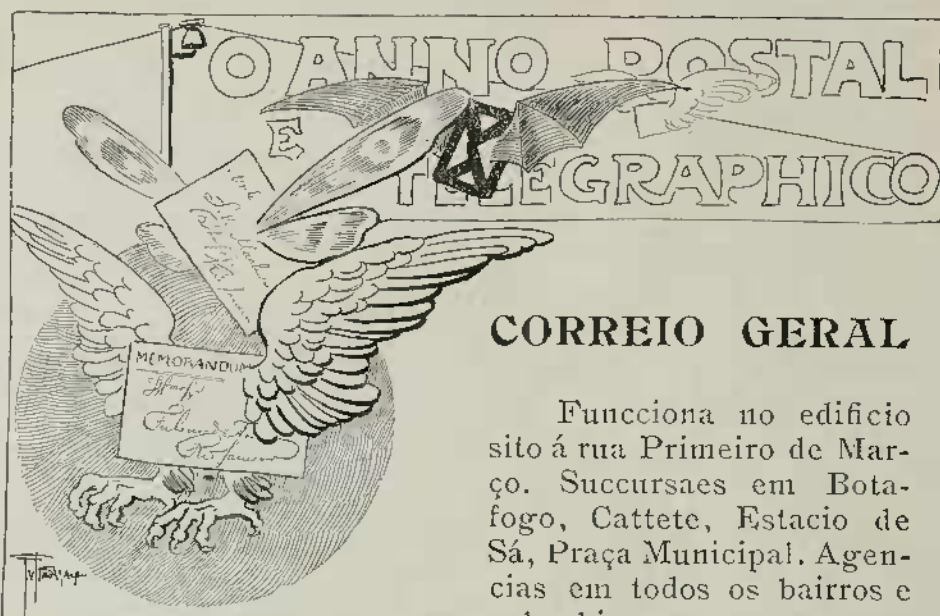 O ANNO POSTAL
E
TELEGRAPHICO
MEMORANDUM
CORREIO GERAL
Funcciona no edificio
sito á rua Primeiro de Mar-
ço. Succursaes em Bota-
fogo, Cattete, Estacio de
Sá, Praça Municipal. Agen-
cias em todos os bairros e